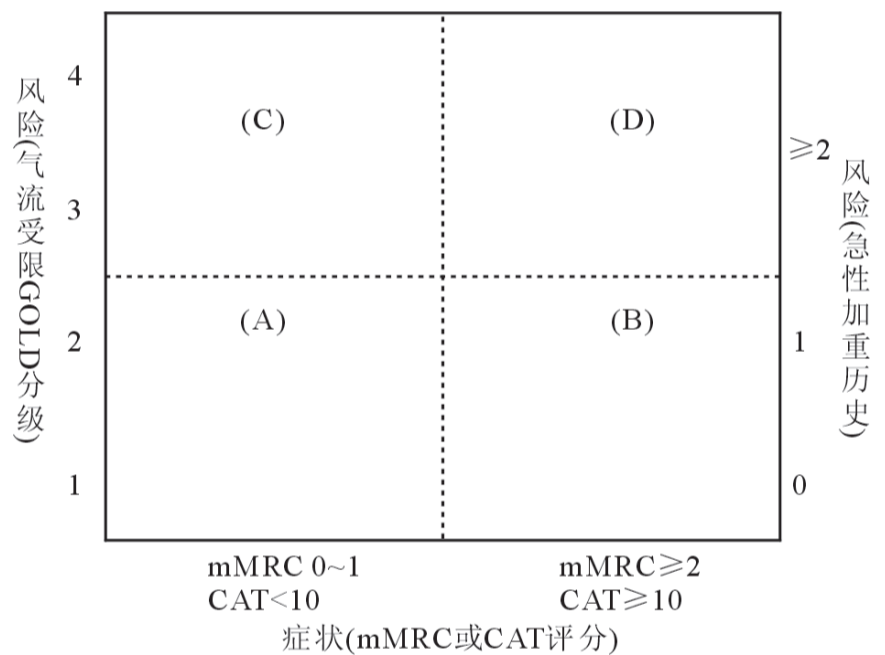 风险(气流受限GOLD分级)
4
3
2
1
(C)
(D)
(A)
(B)
≥2
1
0
风险(急性加重历史)
mMRC 0~1
CAT<10
mMRC≥2
CAT≥10
症状(mMRC或CAT评分)